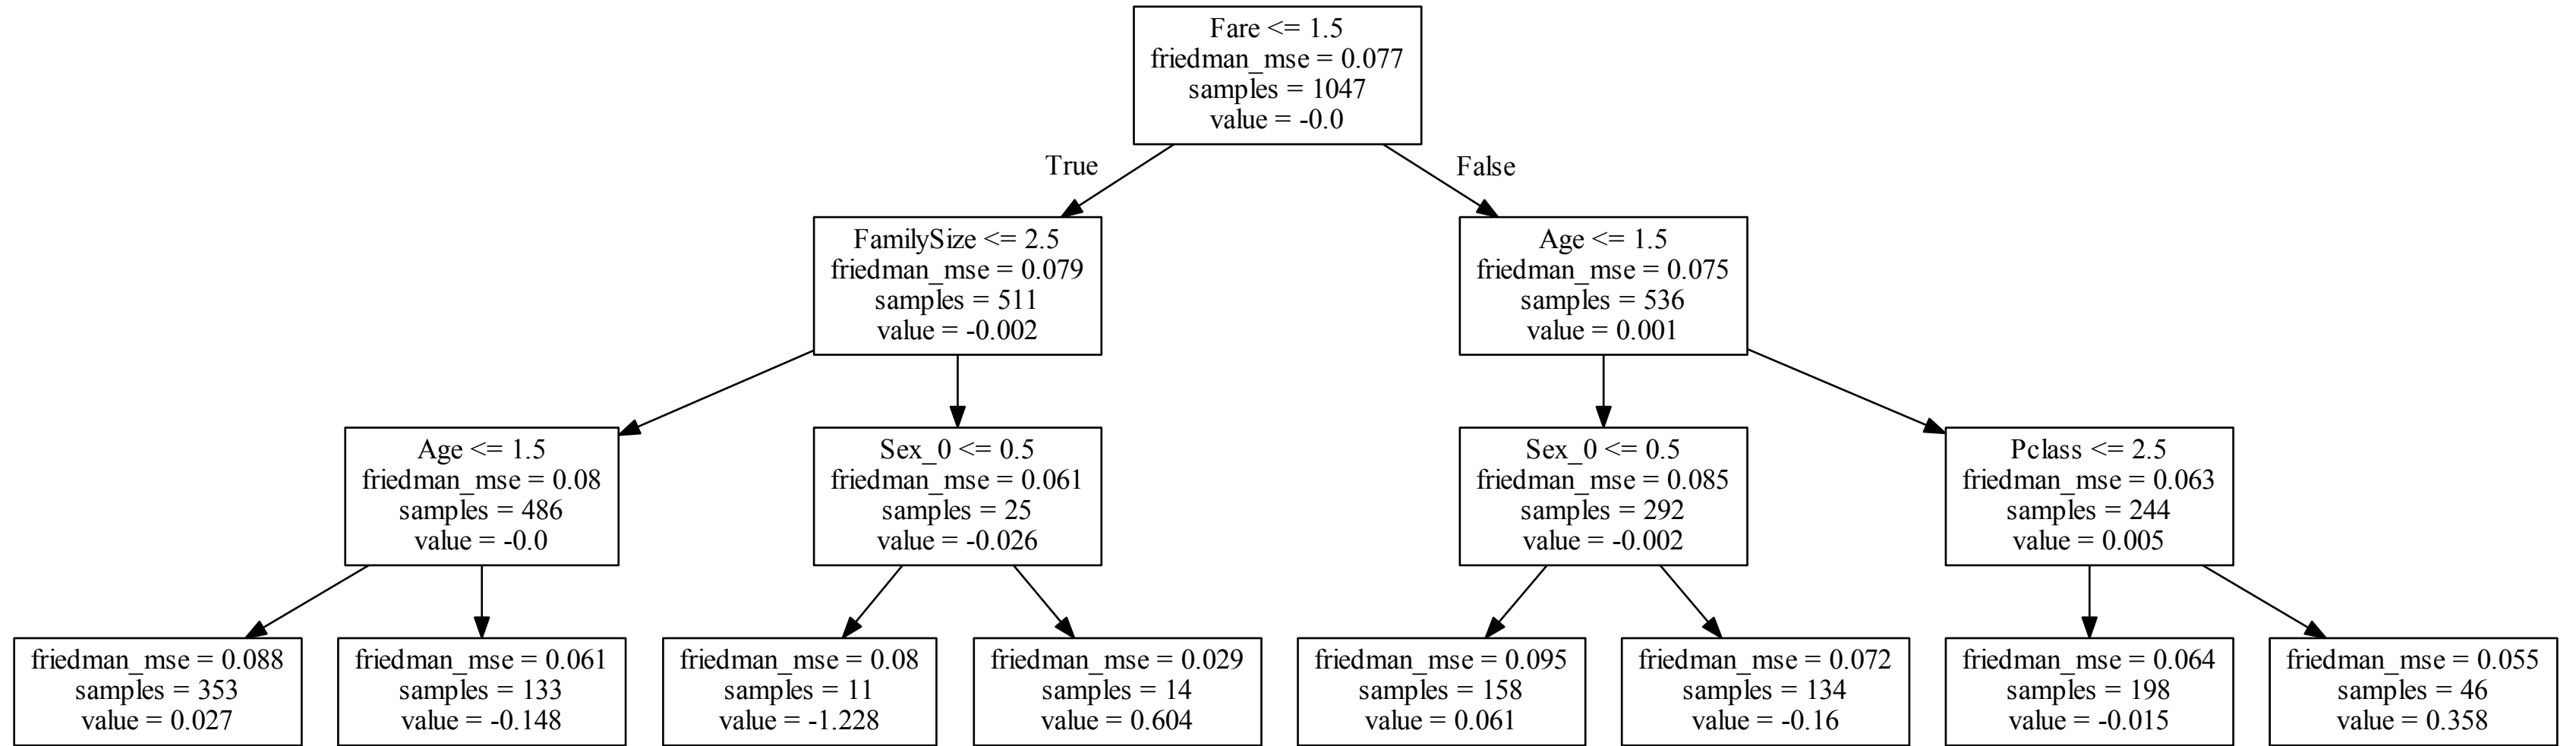 Fare <= 1.5
friedman_mse = 0.077
samples = 1047
value = -0.0
True
False
FamilySize <= 2.5
friedman_mse = 0.079
samples = 511
value = -0.002
Age <= 1.5
friedman_mse = 0.075
samples = 536
value = 0.001
Age <= 1.5
friedman_mse = 0.08
samples = 486
value = -0.0
Sex_0 <= 0.5
friedman_mse = 0.061
samples = 25
value = -0.026
Sex_0 <= 0.5
friedman_mse = 0.085
samples = 292
value = -0.002
Pclass <= 2.5
friedman_mse = 0.063
samples = 244
value = 0.005
friedman_mse = 0.088
samples = 353
value = 0.027
friedman_mse = 0.061
samples = 133
value = -0.148
friedman_mse = 0.08
samples = 11
value = -1.228
friedman_mse = 0.029
samples = 14
value = 0.604
friedman_mse = 0.095
samples = 158
value = 0.061
friedman_mse = 0.072
samples = 134
value = -0.16
friedman_mse = 0.064
samples = 198
value = -0.015
friedman_mse = 0.055
samples = 46
value = 0.358